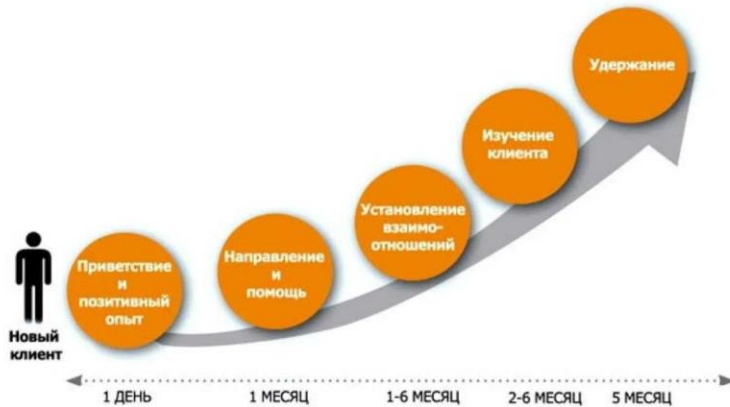 Удержание
Изучение
клиента
Установление
взаимо-
отношений
Направление
и
помощь
Приветствие
и
позитивный
опыт
Новый
клиент
1 ДЕНЬ
1 МЕСЯЦ
1-6 МЕСЯЦ
2-6 МЕСЯЦ
5 МЕСЯЦ